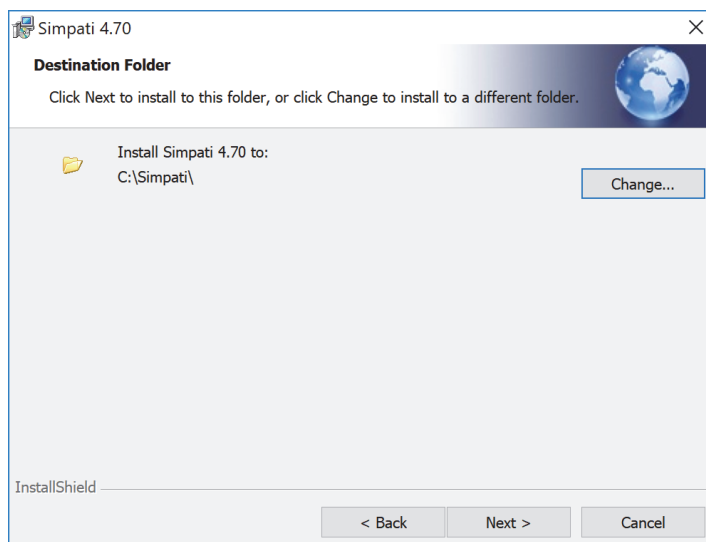 Simpati 4.70
Destination Folder
Click Next to install to this folder, or click Change to install to a different folder.
Install Simpati 4.70 to:
C:\Simpati\
Change...
InstallShield
< Back
Next >
Cancel